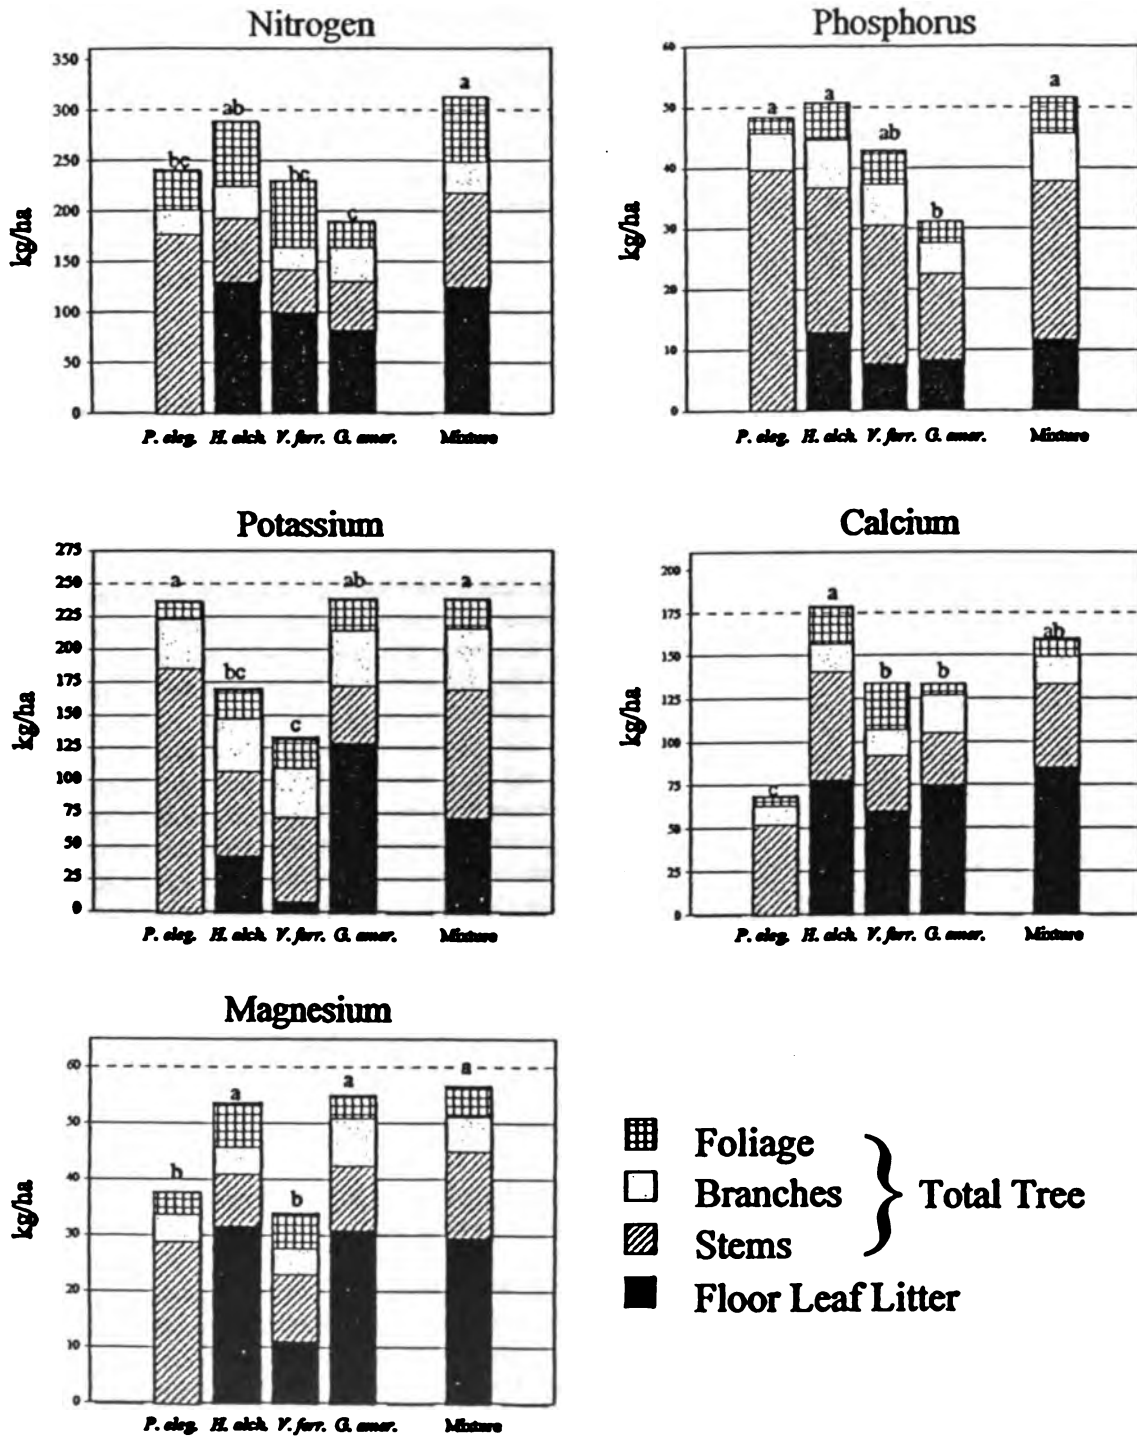 Nitrogen
350
300
250
200
150
100
50
0
kg/ha
bc
ab
bc
c
a
P. eleg. H. alch. V. ferr. G. amer. Mixture
Phosphorus
60
50
40
30
20
10
0
kg/ha
a
a
ab
b
a
P. eleg. H. alch. V. ferr. G. amer. Mixture
Potassium
275
250
225
200
175
150
125
100
75
50
25
0
kg/ha
a
bc
c
ab
a
P. eleg. H. alch. V. ferr. G. amer. Mixture
Calcium
200
175
150
125
100
75
50
25
0
kg/ha
c
a
b
b
ab
P. eleg. H. alch. V. ferr. G. amer. Mixture
Magnesium
60
50
40
30
20
10
0
kg/ha
b
a
b
a
a
P. eleg. H. alch. V. ferr. G. amer. Mixture
Foliage
Branches } Total Tree
Stems
Floor Leaf Litter